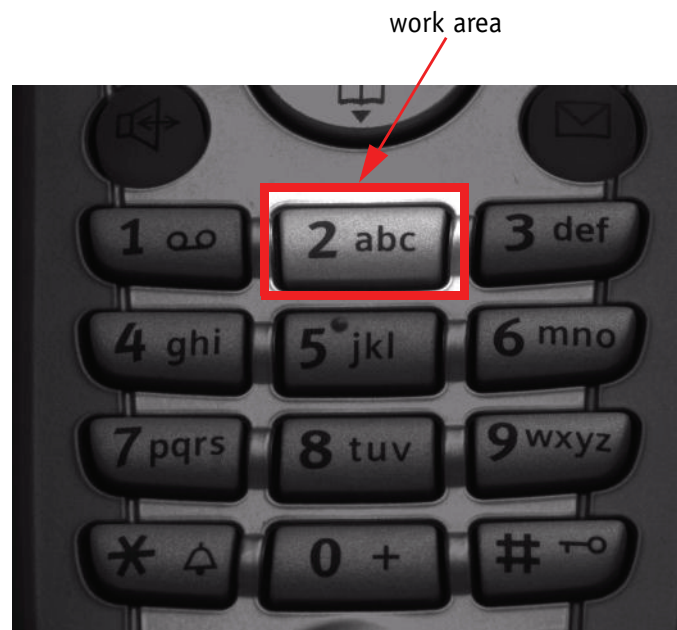 work area
1
2 abc
3 def
4 ghi
5 jkl
6 mno
7 pqrs
8 tuv
9 wxyz
*
0 +
#